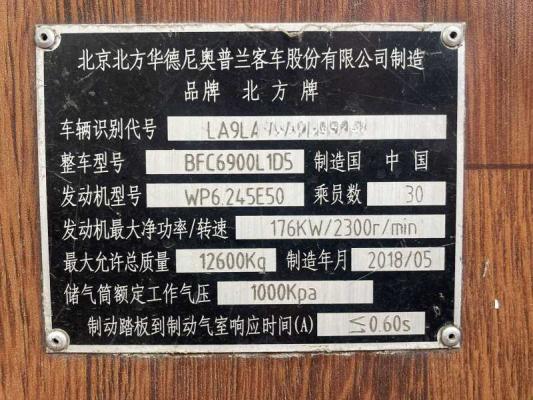 北京北方华德尼奥普兰客车股份有限公司制造
品牌 北方牌
车辆识别代号 LA9LA
整车型号 BFC6900L1D5 制造国 中国
发动机型号 WP6.245E50 乘员数 30
发动机最大净功率/转速 176KW/2300r/min
最大允许总质量 12600Kg 制造年月 2018/05
储气筒额定工作气压 1000Kpa
制动踏板到制动气室响应时间(A) ≤0.60s